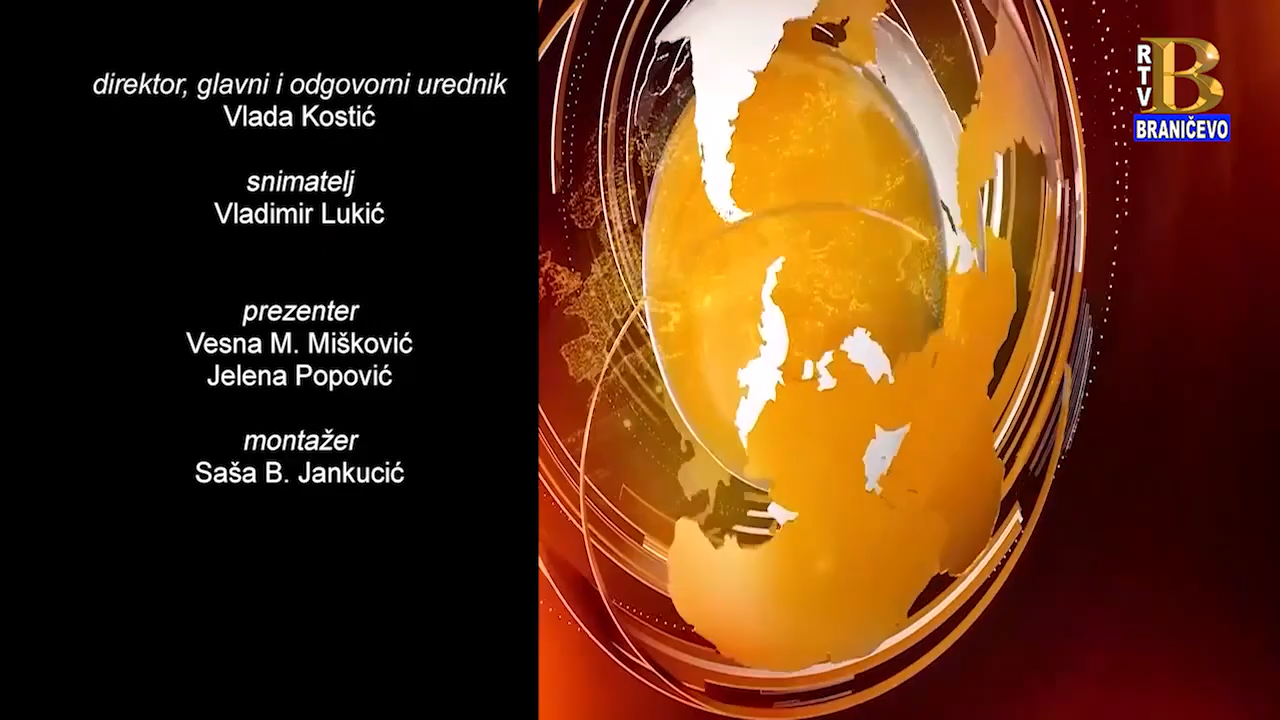 direktor, glavni i odgovorni urednik
Vlada Kostić
snimatelj
Vladimir Lukić
prezenter
Vesna M. Mišković
Jelena Popović
montažer
Saša B. Jankucić
RTV B
BRANIČEVO